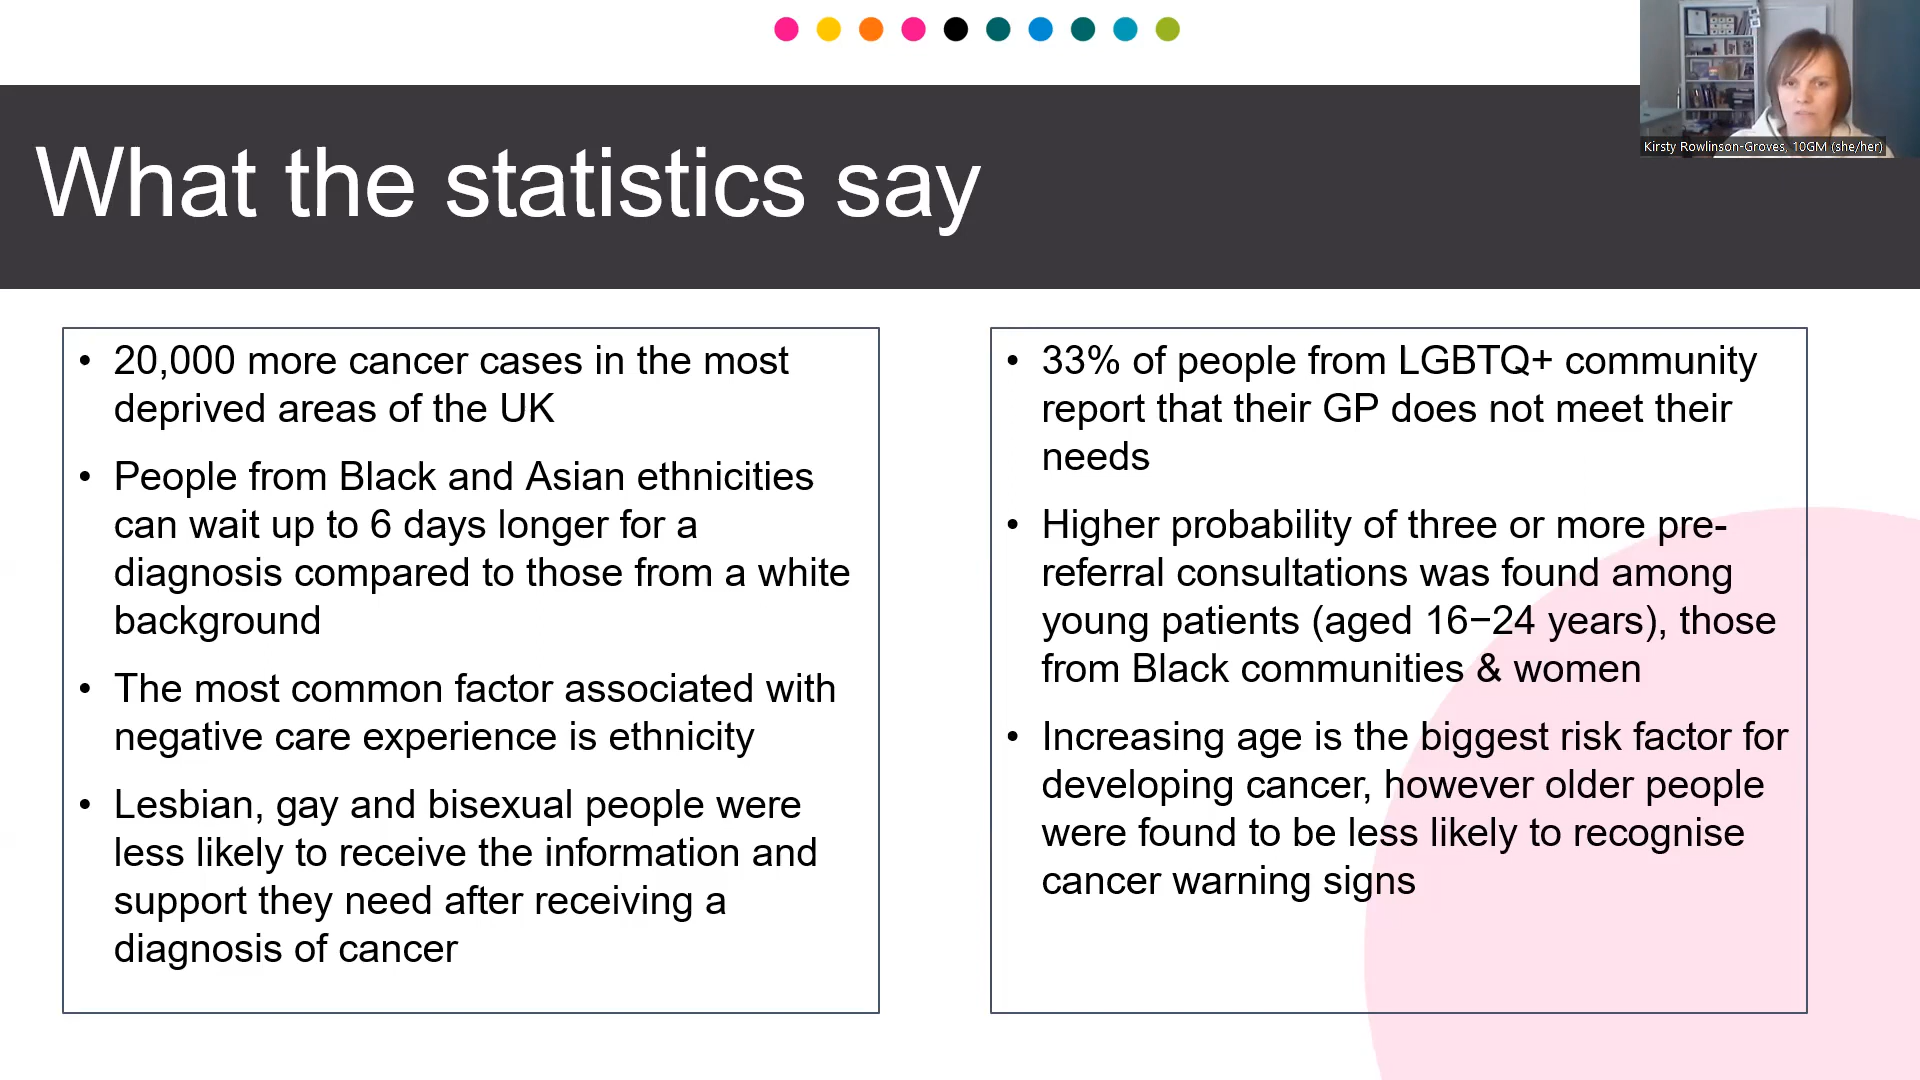 Kirsty Rowlinson-Groves, 10GM (she/her)
What the statistics say
• 20,000 more cancer cases in the most
deprived areas of the UK
• People from Black and Asian ethnicities
can wait up to 6 days longer for a
diagnosis compared to those from a white
background
• The most common factor associated with
negative care experience is ethnicity
• Lesbian, gay and bisexual people were
less likely to receive the information and
support they need after receiving a
diagnosis of cancer
• 33% of people from LGBTQ+ community
report that their GP does not meet their
needs
• Higher probability of three or more pre-
referral consultations was found among
young patients (aged 16−24 years), those
from Black communities & women
• Increasing age is the biggest risk factor for
developing cancer, however older people
were found to be less likely to recognise
cancer warning signs